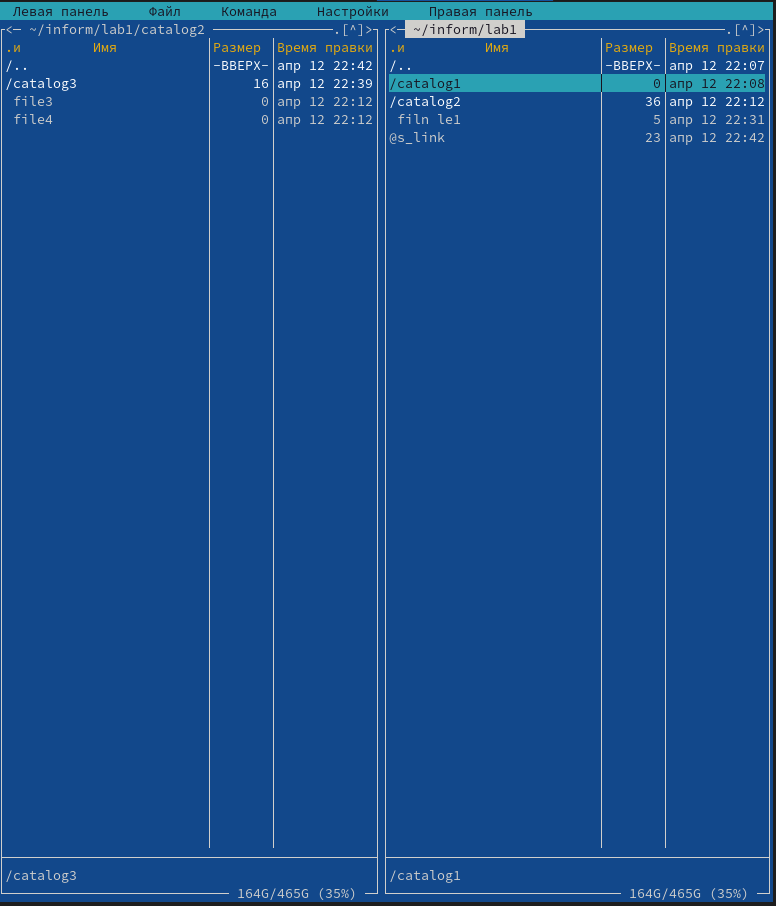 Левая панель Файл Команда Настройки Правая панель
<─ ~/inform/lab1/catalog2 ─.[^]>
.и Имя Размер Время правки
/.. -ВВЕРХ- апр 12 22:42
/catalog3 16 апр 12 22:39
file3 0 апр 12 22:12
file4 0 апр 12 22:12
/catalog3
164G/465G (35%)
<─ ~/inform/lab1 ─.[^]>
.и Имя Размер Время правки
/.. -ВВЕРХ- апр 12 22:07
/catalog1 0 апр 12 22:08
/catalog2 36 апр 12 22:12
filn le1 5 апр 12 22:31
@s_link 23 апр 12 22:42
/catalog1
164G/465G (35%)